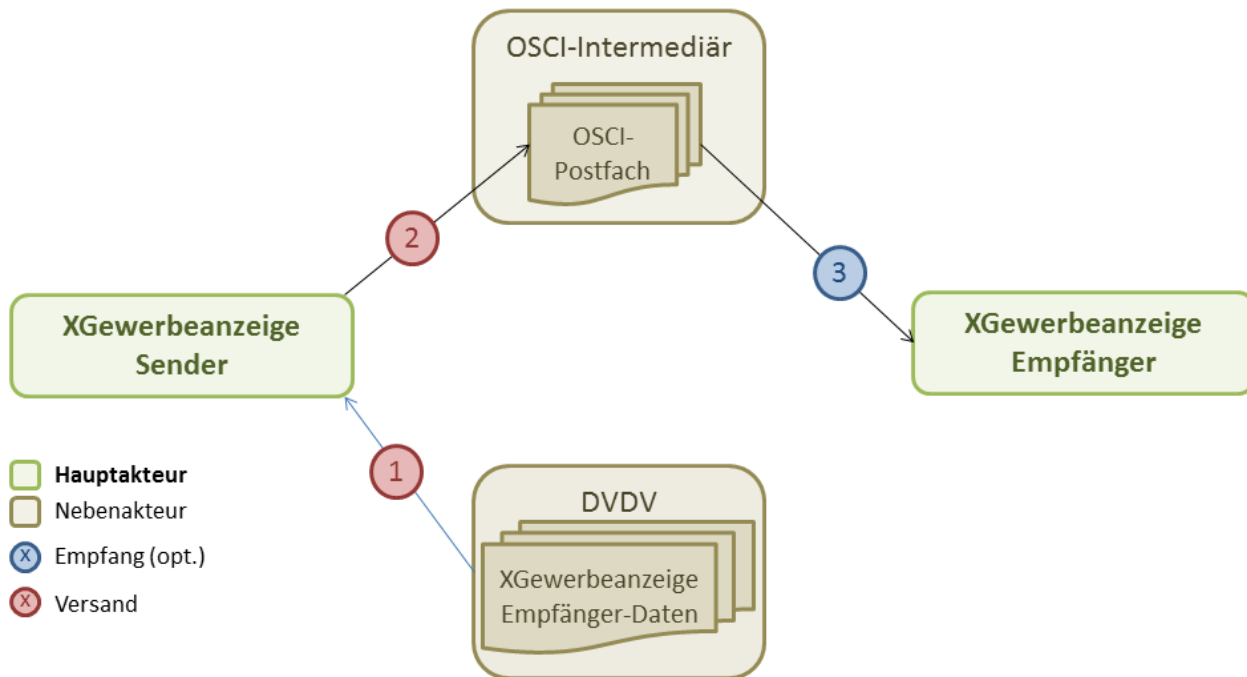 OSCI-Intermediär
OSCI-
Postfach
2
3
XGewerbeanzeige
Sender
XGewerbeanzeige
Empfänger
1
DVDV
XGewerbeanzeige
Empfänger-Daten
Hauptakteur
Nebenakteur
X Empfang (opt.)
X Versand